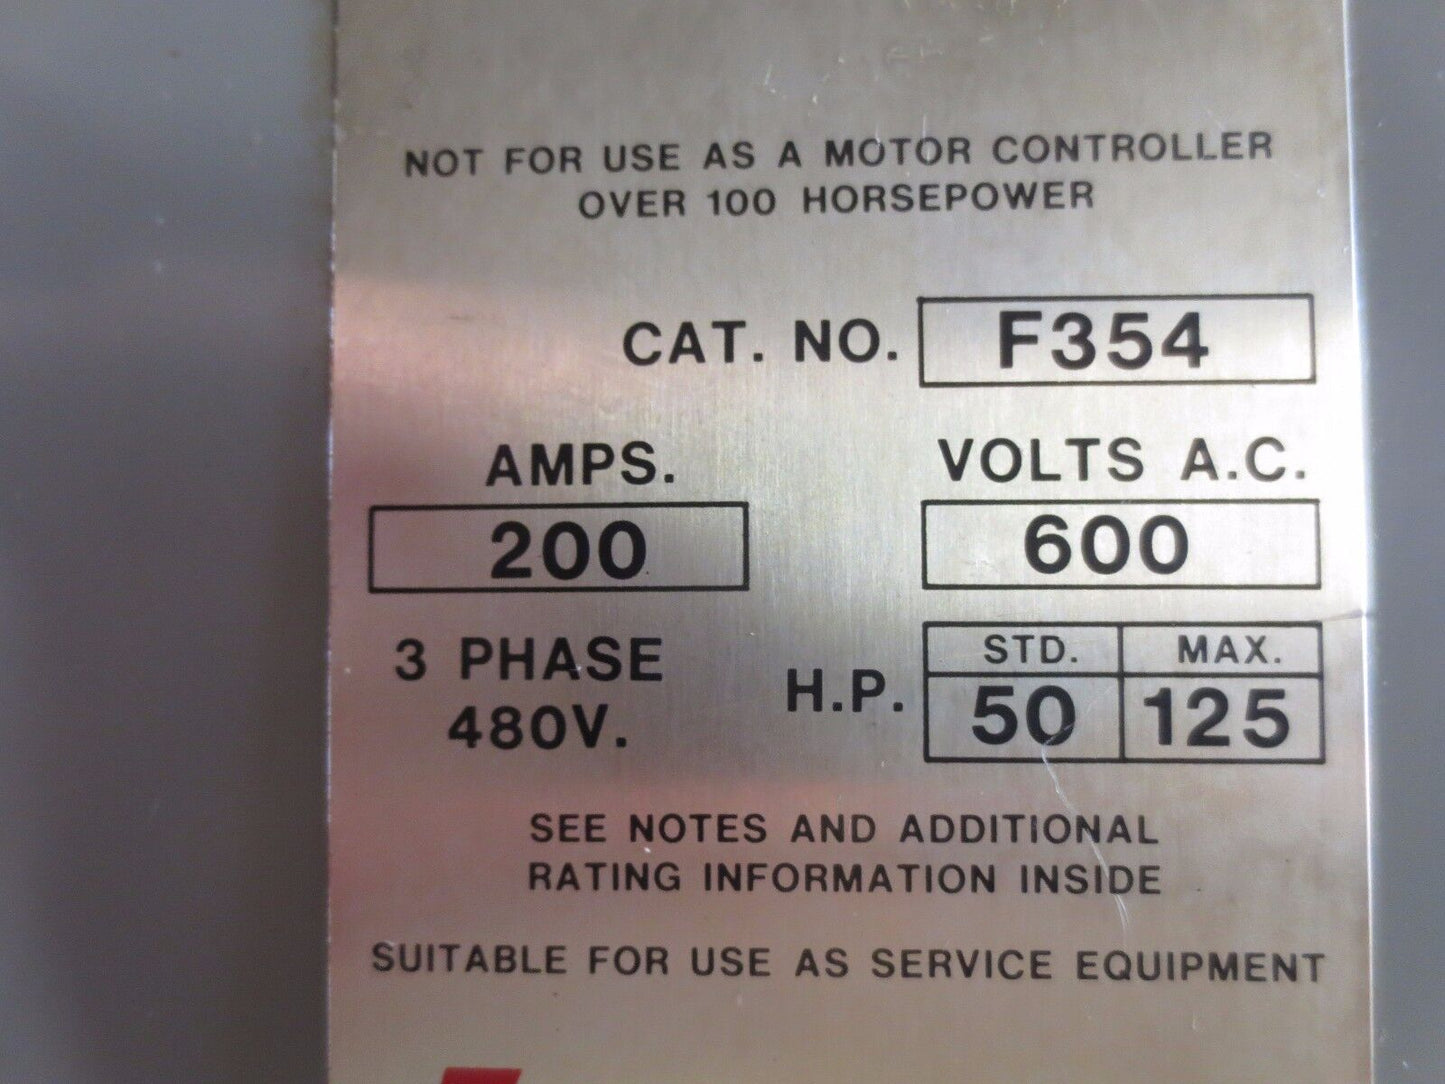 NOT FOR USE AS A MOTOR CONTROLLER
OVER 100 HORSEPOWER
CAT. NO. F354
AMPS. VOLTS A.C.
200 600
3 PHASE
480V.
H.P.
STD. MAX.
50 125
SEE NOTES AND ADDITIONAL
RATING INFORMATION INSIDE
SUITABLE FOR USE AS SERVICE EQUIPMENT